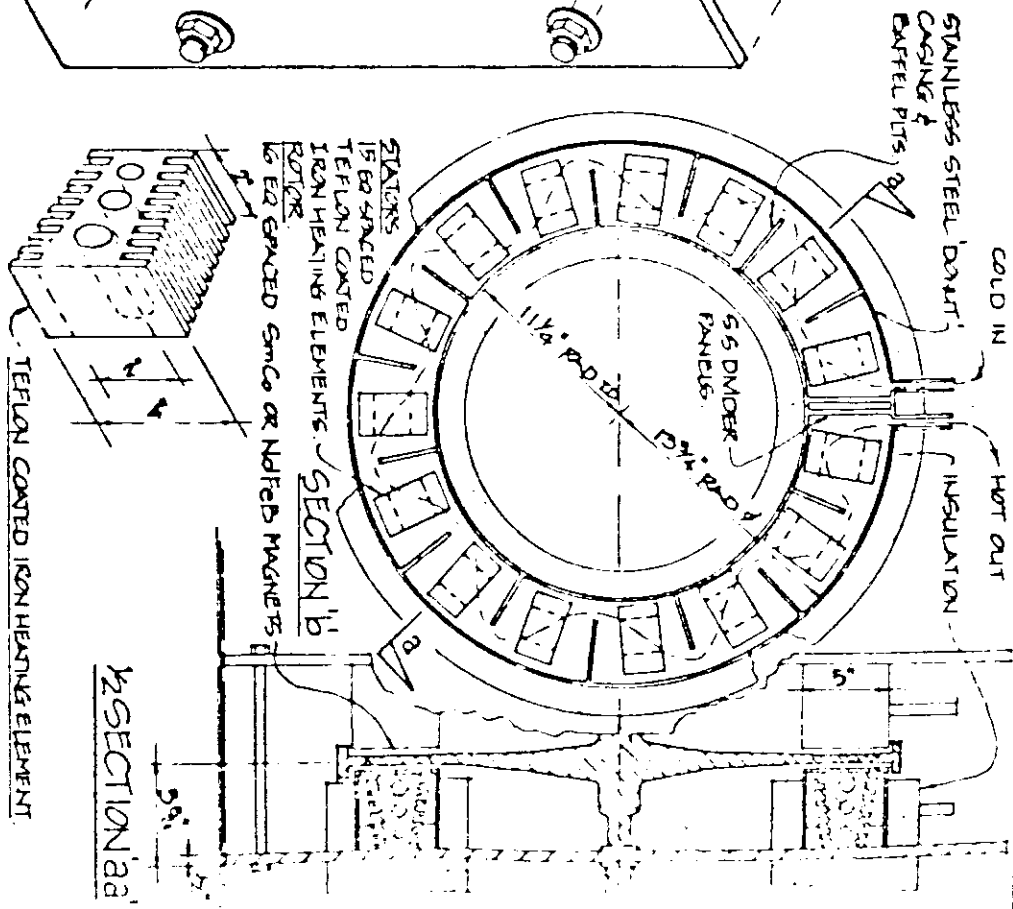 STAINLESS STEEL 'DONUT'
CASING &
BAFFEL PLTS
a
COLD IN
HOT OUT
INSULATION
SS DIVIDER
PANELS
STATORS
15 EQ SPACED
TEFLON COATED
IRON HEATING ELEMENTS.
ROTOR
16 EQ SPACED SmCo OR NdFeB MAGNETS
SECTION 'b'
a
5"
½ SECTION 'aa'
TEFLON COATED IRON HEATING ELEMENT